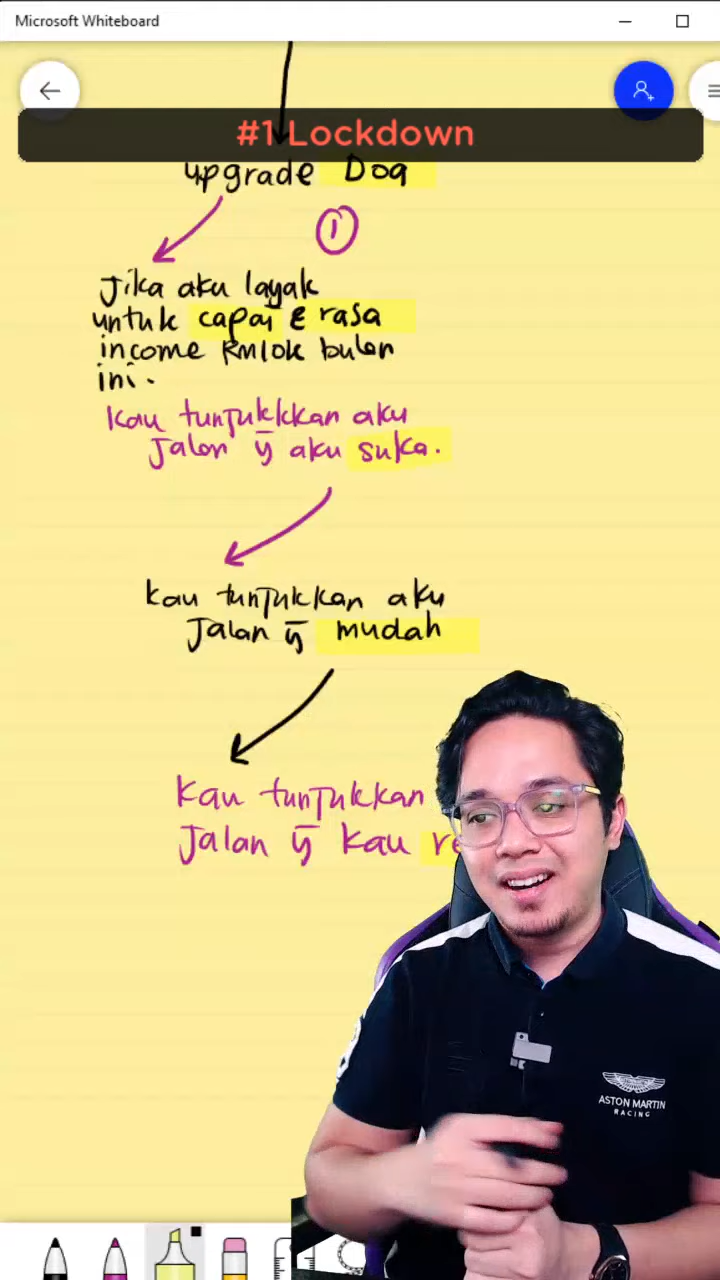 Microsoft Whiteboard
#1 Lockdown
upgrade Doa
1
Jika aku layak
untuk capai & rasa
income RM10K bulan
ini.
Kau tunjukkkan aku
Jalan yg aku suka.
Kau tunjukkan aku
Jalan yg mudah
Kau tunjukkan
Jalan yg kau
ASTON MARTIN
RACING